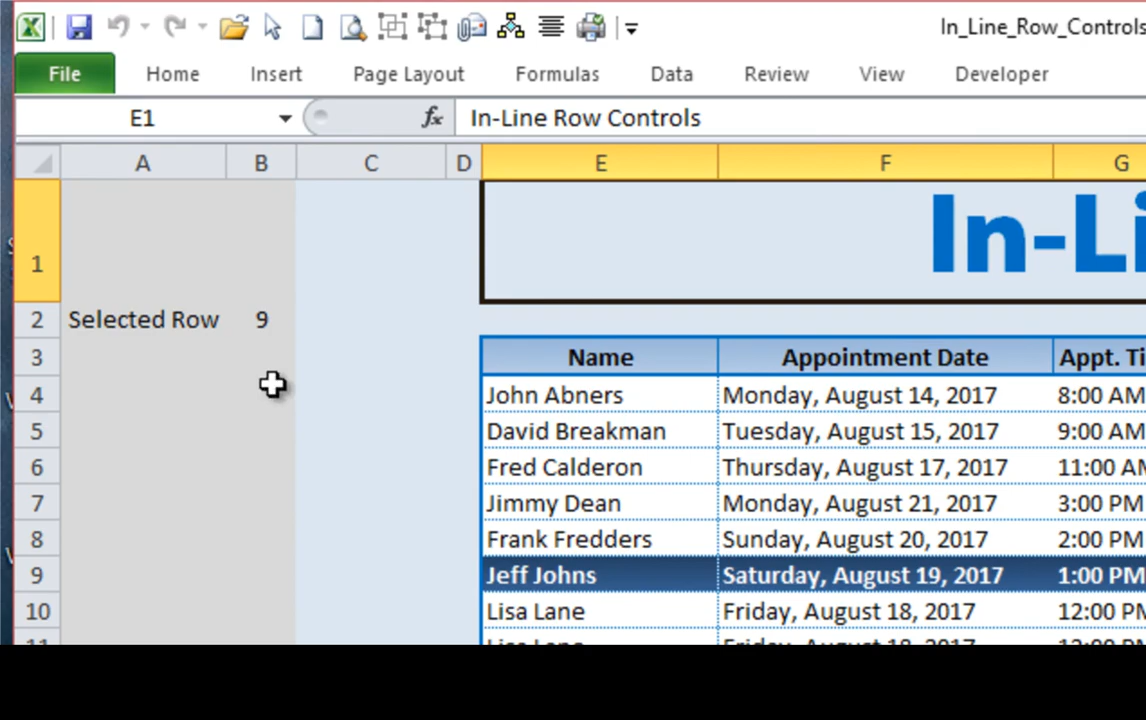 In_Line_Row_Controls
File Home Insert Page Layout Formulas Data Review View Developer
E1 fx In-Line Row Controls
A B C D E F G
1 In-Li
2 Selected Row 9
3 Name Appointment Date Appt. Ti
4 John Abners Monday, August 14, 2017 8:00 AM
5 David Breakman Tuesday, August 15, 2017 9:00 AM
6 Fred Calderon Thursday, August 17, 2017 11:00 AM
7 Jimmy Dean Monday, August 21, 2017 3:00 PM
8 Frank Fredders Sunday, August 20, 2017 2:00 PM
9 Jeff Johns Saturday, August 19, 2017 1:00 PM
10 Lisa Lane Friday, August 18, 2017 12:00 PM